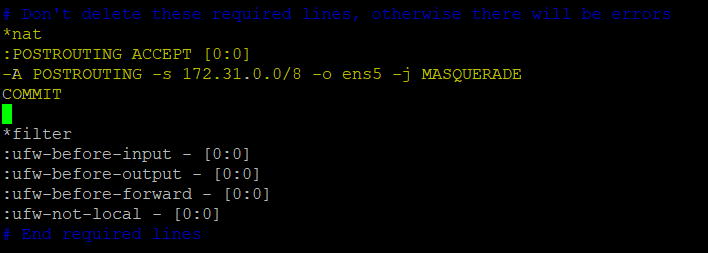 # Don't delete these required lines, otherwise there will be errors
*nat
:POSTROUTING ACCEPT [0:0]
-A POSTROUTING -s 172.31.0.0/8 -o ens5 -j MASQUERADE
COMMIT
*filter
:ufw-before-input - [0:0]
:ufw-before-output - [0:0]
:ufw-before-forward - [0:0]
:ufw-not-local - [0:0]
# End required lines